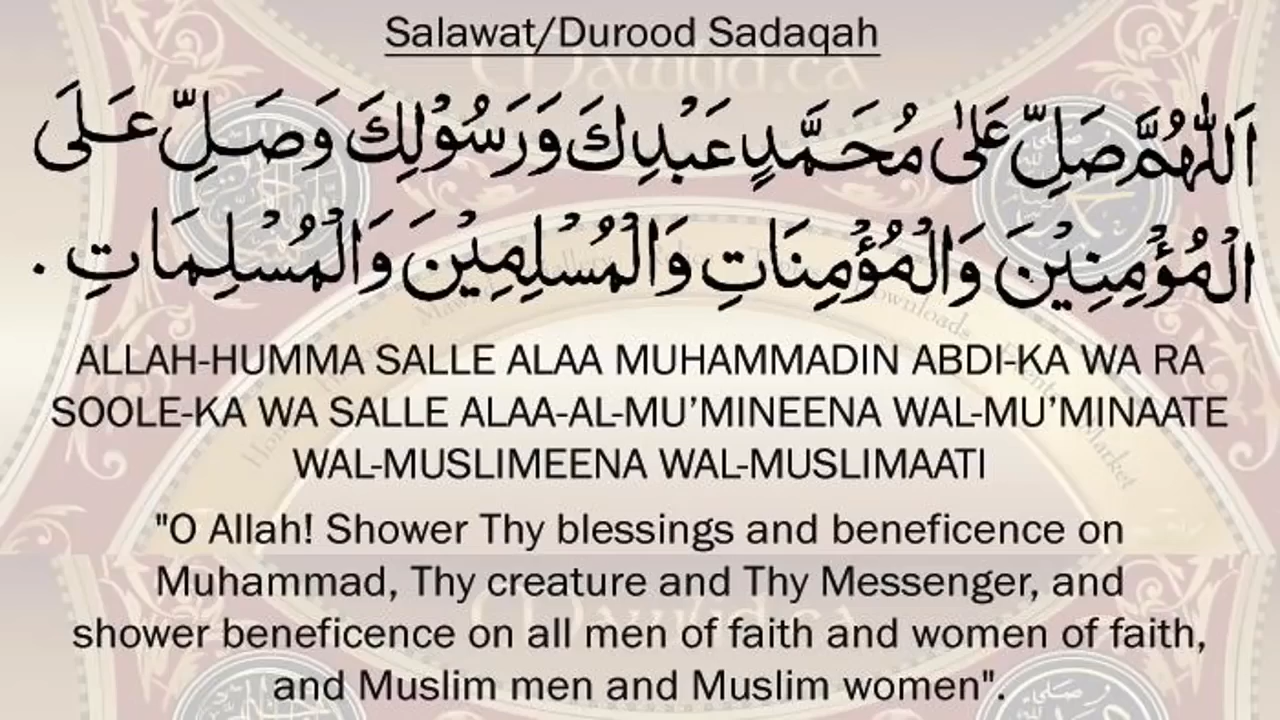 Salawat/Durood Sadaqah
اَللّٰهُمَّ صَلِّ عَلىٰ مُحَمَّدٍ عَبْدِكَ وَرَسُوْلِكَ وَصَلِّ عَلَى
الْمُؤْمِنِيْنَ وَالْمُؤْمِنَاتِ وَالْمُسْلِمِيْنَ وَالْمُسْلِمَاتِ .
ALLAH-HUMMA SALLE ALAA MUHAMMADIN ABDI-KA WA RA
SOOLE-KA WA SALLE ALAA-AL-MU’MINEENA WAL-MU’MINAATE
WAL-MUSLIMEENA WAL-MUSLIMAATI
"O Allah! Shower Thy blessings and beneficence on
Muhammad, Thy creature and Thy Messenger, and
shower beneficence on all men of faith and women of faith,
and Muslim men and Muslim women".